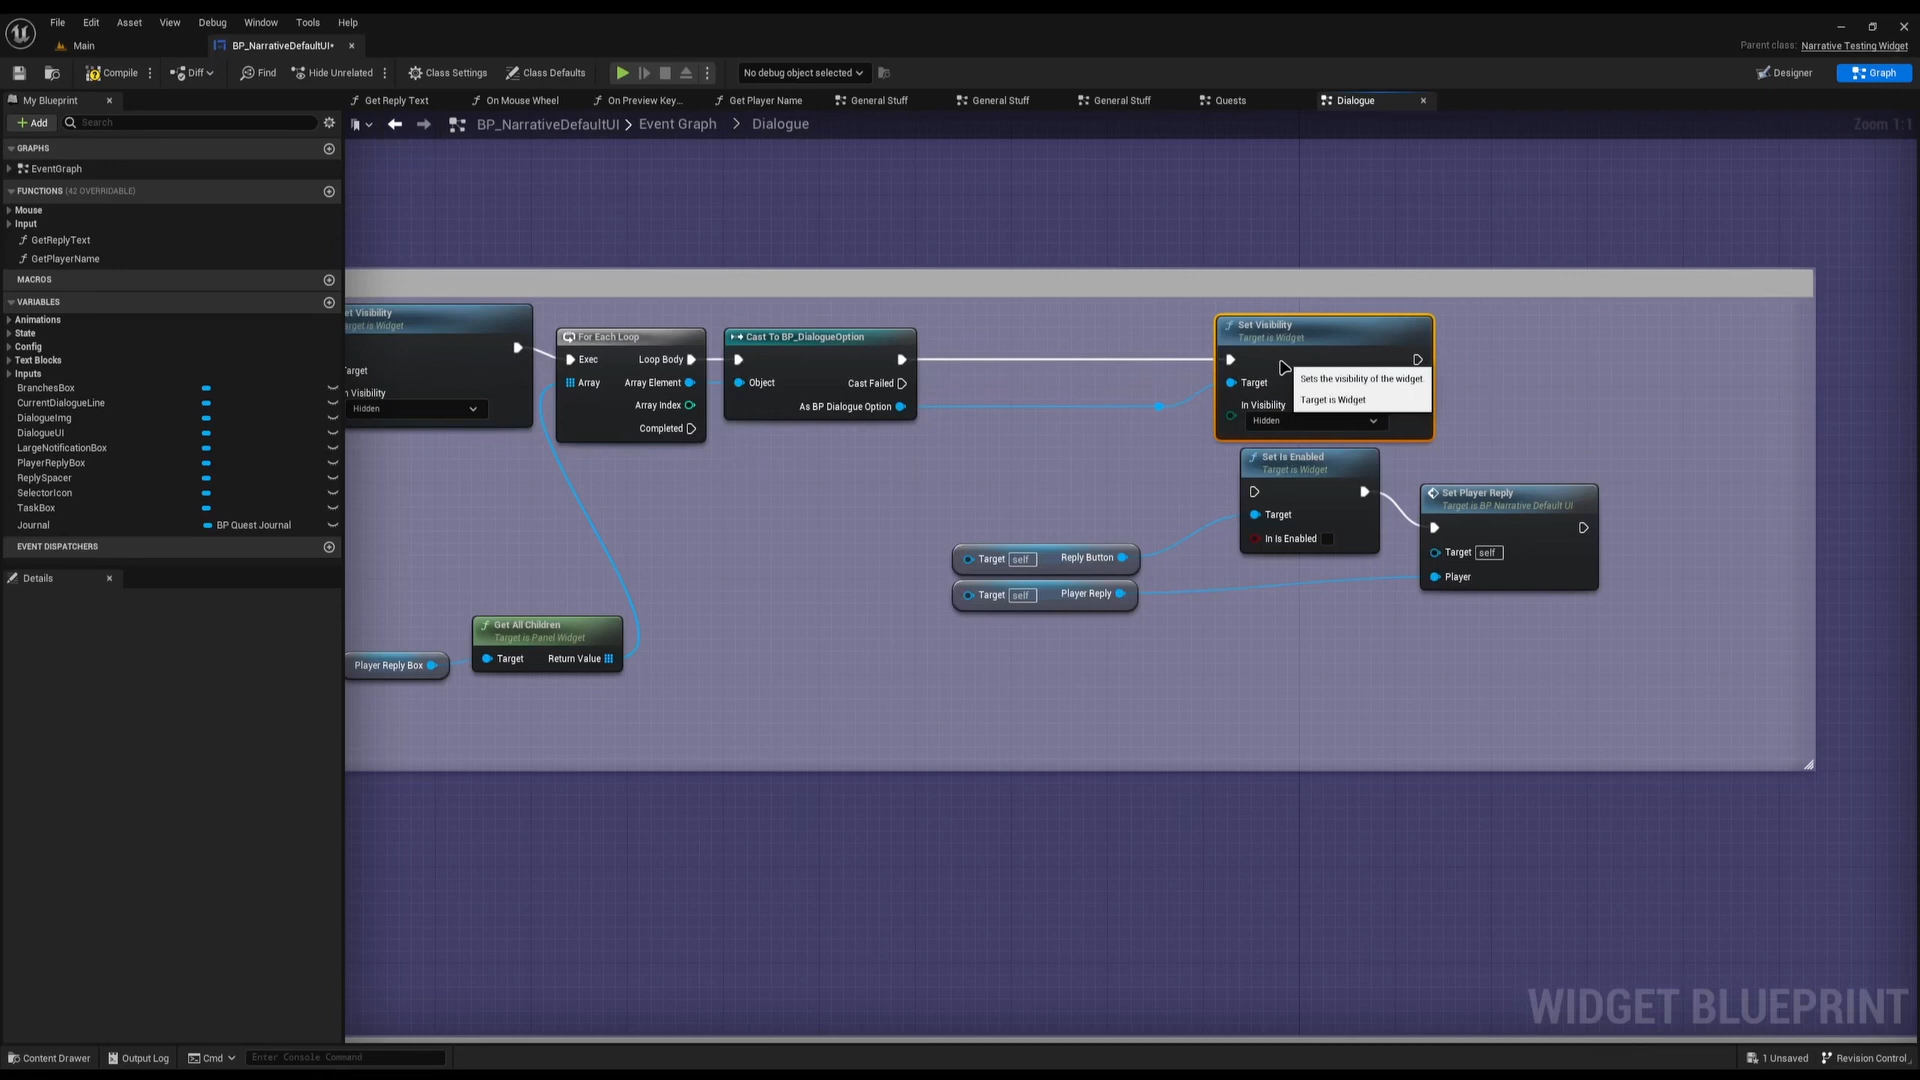 File Edit Asset View Debug Window Tools Help
Main
BP_NarrativeDefaultUI*
Parent class: Narrative Testing Widget
Compile Diff Find Hide Unrelated Class Settings Class Defaults No debug object selected Designer Graph
My Blueprint
Get Reply Text On Mouse Wheel On Preview Key... Get Player Name General Stuff General Stuff General Stuff Quests Dialogue
Add Search
BP_NarrativeDefaultUI > Event Graph > Dialogue
Zoom 1:1
GRAPHS
EventGraph
FUNCTIONS (42 OVERRIDABLE)
Mouse
Input
GetReplyText
GetPlayerName
MACROS
VARIABLES
Animations
State
Config
Text Blocks
Inputs
BranchesBox
CurrentDialogueLine
DialogueImg
DialogueUI
LargeNotificationBox
PlayerReplyBox
ReplySpacer
SelectorIcon
TaskBox
Journal BP Quest Journal
EVENT DISPATCHERS
Details
et Visibility
arget is Widget
arget
n Visibility
Hidden
For Each Loop
Exec Loop Body
Array Array Element
Array Index
Completed
Cast To BP_DialogueOption
Object Cast Failed
As BP Dialogue Option
Set Visibility
Target is Widget
Target
In Visibility
Hidden
Sets the visibility of the widget.
Target is Widget
Set Is Enabled
Target is Widget
Target
In Is Enabled
Set Player Reply
Target is BP Narrative Default UI
Target self
Player
Target self Reply Button
Target self Player Reply
Get All Children
Target is Panel Widget
Target Return Value
Player Reply Box
WIDGET BLUEPRINT
Content Drawer Output Log Cmd Enter Console Command 1 Unsaved Revision Control